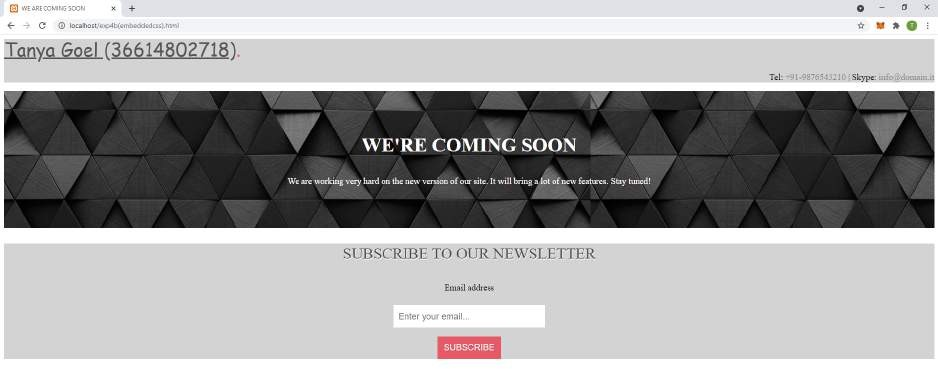 WE ARE COMING SOON
localhost/exp4b(embeddedcss).html
T
Tanya Goel (36614802718).
Tel: +91-9876543210 | Skype: info@domain.it
WE'RE COMING SOON
We are working very hard on the new version of our site. It will bring a lot of new features. Stay tuned!
SUBSCRIBE TO OUR NEWSLETTER
Email address
Enter your email...
SUBSCRIBE